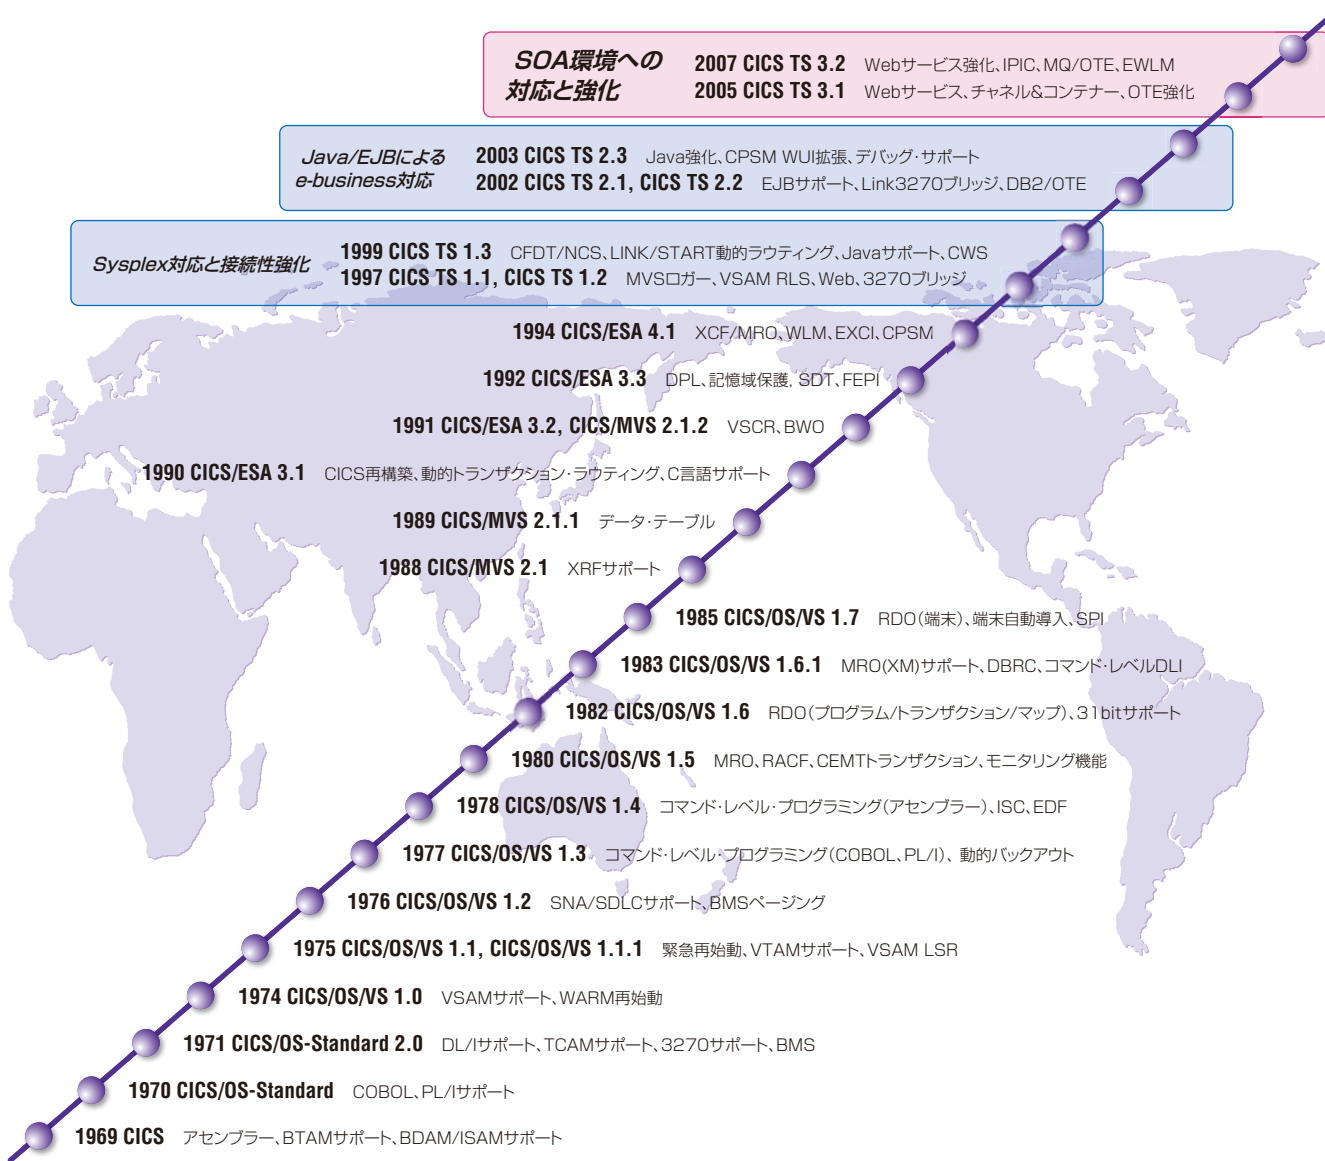 SOA環境への
対応と強化
2007 CICS TS 3.2 Webサービス強化、IPIC、MQ/OTE、EWLM
2005 CICS TS 3.1 Webサービス、チャネル&コンテナー、OTE強化
Java/EJBによる
e-business対応
2003 CICS TS 2.3 Java強化、CPSM WUI拡張、デバッグ・サポート
2002 CICS TS 2.1, CICS TS 2.2 EJBサポート、Link3270ブリッジ、DB2/OTE
Sysplex対応と接続性強化
1999 CICS TS 1.3 CFDT/NCS、LINK/START動的ラウティング、Javaサポート、CWS
1997 CICS TS 1.1, CICS TS 1.2 MVSロガー、VSAM RLS、Web、3270ブリッジ
1994 CICS/ESA 4.1 XCF/MRO、WLM、EXCI、CPSM
1992 CICS/ESA 3.3 DPL、記憶域保護, SDT、FEPI
1991 CICS/ESA 3.2, CICS/MVS 2.1.2 VSCR、BWO
1990 CICS/ESA 3.1 CICS再構築、動的トランザクション・ラウティング、C言語サポート
1989 CICS/MVS 2.1.1 データ・テーブル
1988 CICS/MVS 2.1 XRFサポート
1985 CICS/OS/VS 1.7 RDO(端末)、端末自動導入、SPI
1983 CICS/OS/VS 1.6.1 MRO(XM)サポート、DBRC、コマンド・レベルDLI
1982 CICS/OS/VS 1.6 RDO(プログラム/トランザクション/マップ)、31bitサポート
1980 CICS/OS/VS 1.5 MRO、RACF、CEMTトランザクション、モニタリング機能
1978 CICS/OS/VS 1.4 コマンド・レベル・プログラミング(アセンブラー)、ISC、EDF
1977 CICS/OS/VS 1.3 コマンド・レベル・プログラミング(COBOL、PL/I)、動的バックアウト
1976 CICS/OS/VS 1.2 SNA/SDLCサポート、BMSページング
1975 CICS/OS/VS 1.1, CICS/OS/VS 1.1.1 緊急再始動、VTAMサポート、VSAM LSR
1974 CICS/OS/VS 1.0 VSAMサポート、WARM再始動
1971 CICS/OS-Standard 2.0 DL/Iサポート、TCAMサポート、3270サポート、BMS
1970 CICS/OS-Standard COBOL、PL/Iサポート
1969 CICS アセンブラー、BTAMサポート、BDAM/ISAMサポート